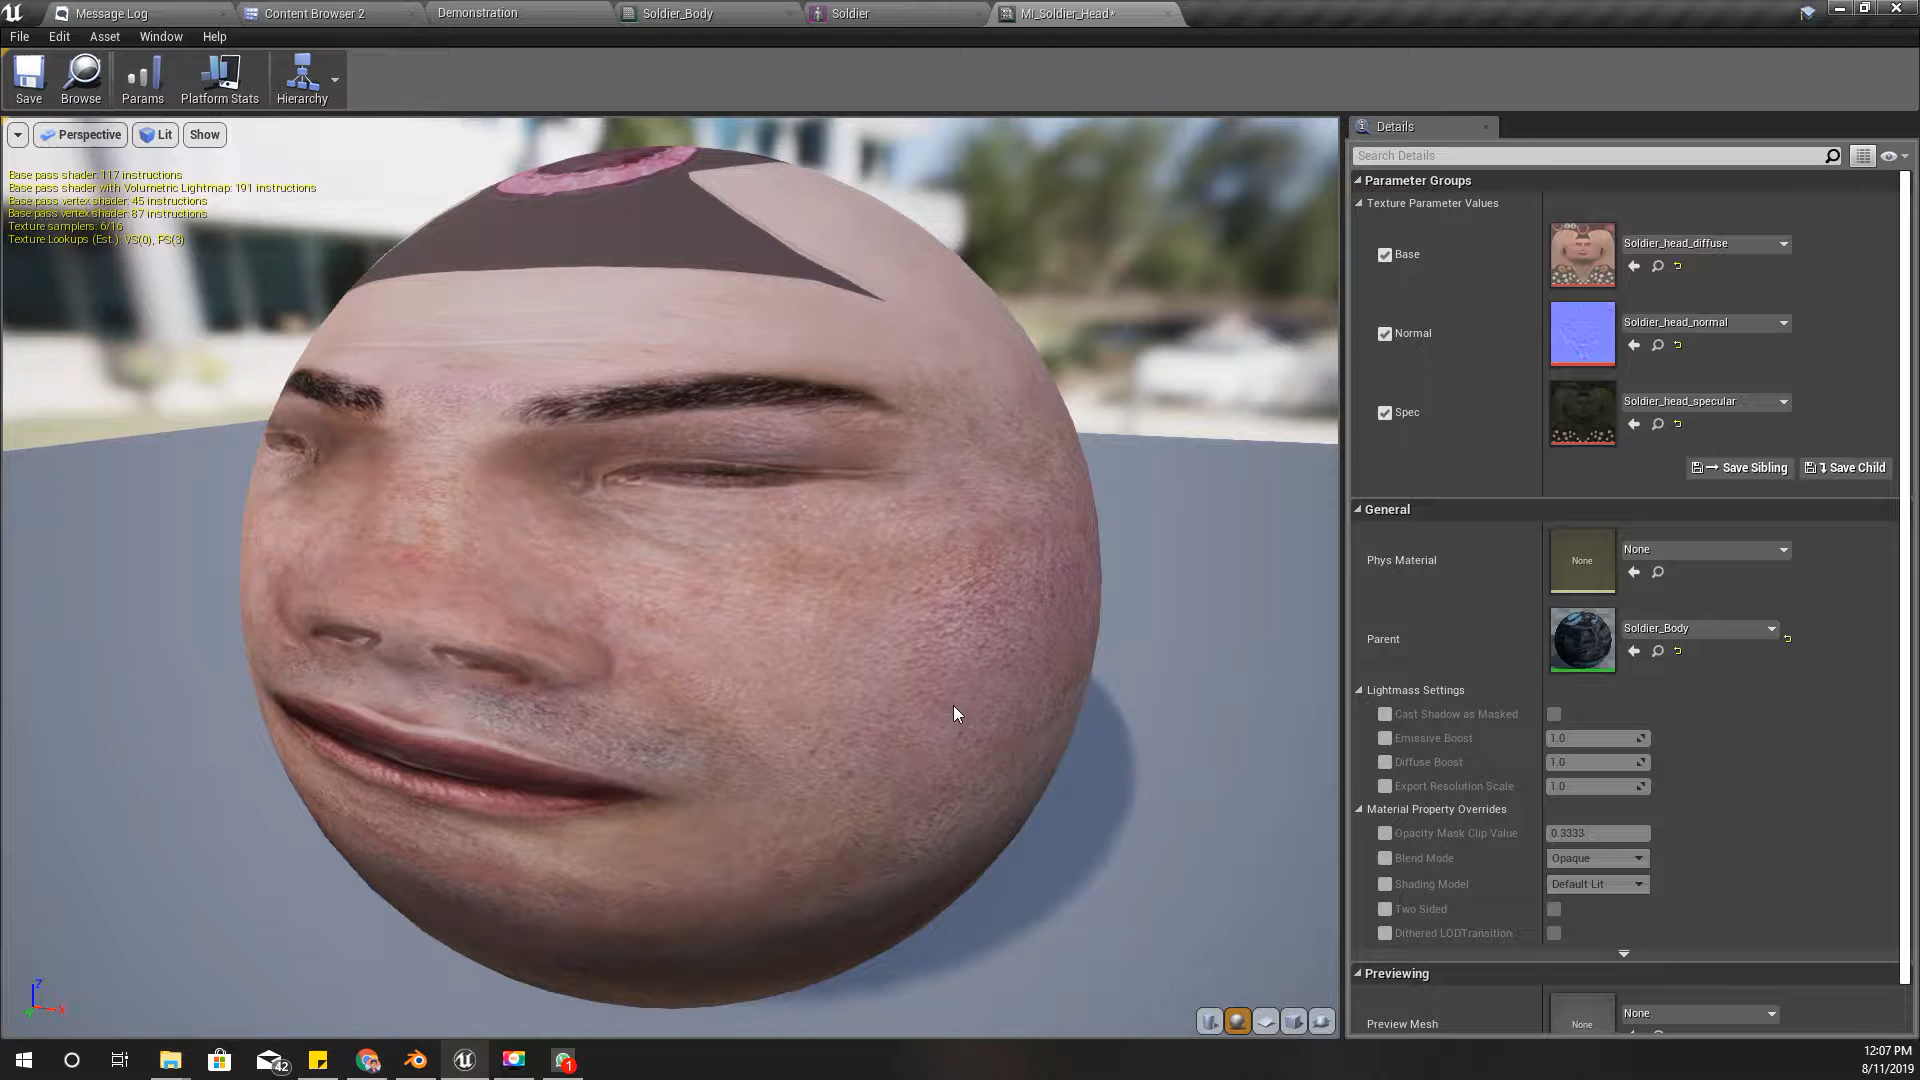 Message Log
Content Browser 2
Demonstration
Soldier_Body
Soldier
MI_Soldier_Head*
File Edit Asset Window Help
Save
Browse
Params
Platform Stats
Hierarchy
Perspective
Lit
Show
Base pass shader: 117 instructions
Base pass shader with Volumetric Lightmap: 191 instructions
Base pass vertex shader: 45 instructions
Base pass vertex shader: 87 instructions
Texture samplers: 6/16
Texture Lookups (Est.): VS(0), PS(3)
Z
X
Details
Search Details
Parameter Groups
Texture Parameter Values
Base
Soldier_head_diffuse
Normal
Soldier_head_normal
Spec
Soldier_head_specular
Save Sibling
Save Child
General
Phys Material
None
None
Parent
Soldier_Body
Lightmass Settings
Cast Shadow as Masked
Emissive Boost 1.0
Diffuse Boost 1.0
Export Resolution Scale 1.0
Material Property Overrides
Opacity Mask Clip Value 0.3333
Blend Mode Opaque
Shading Model Default Lit
Two Sided
Dithered LODTransition
Previewing
Preview Mesh
None
None
42
1
12:07 PM
8/11/2019